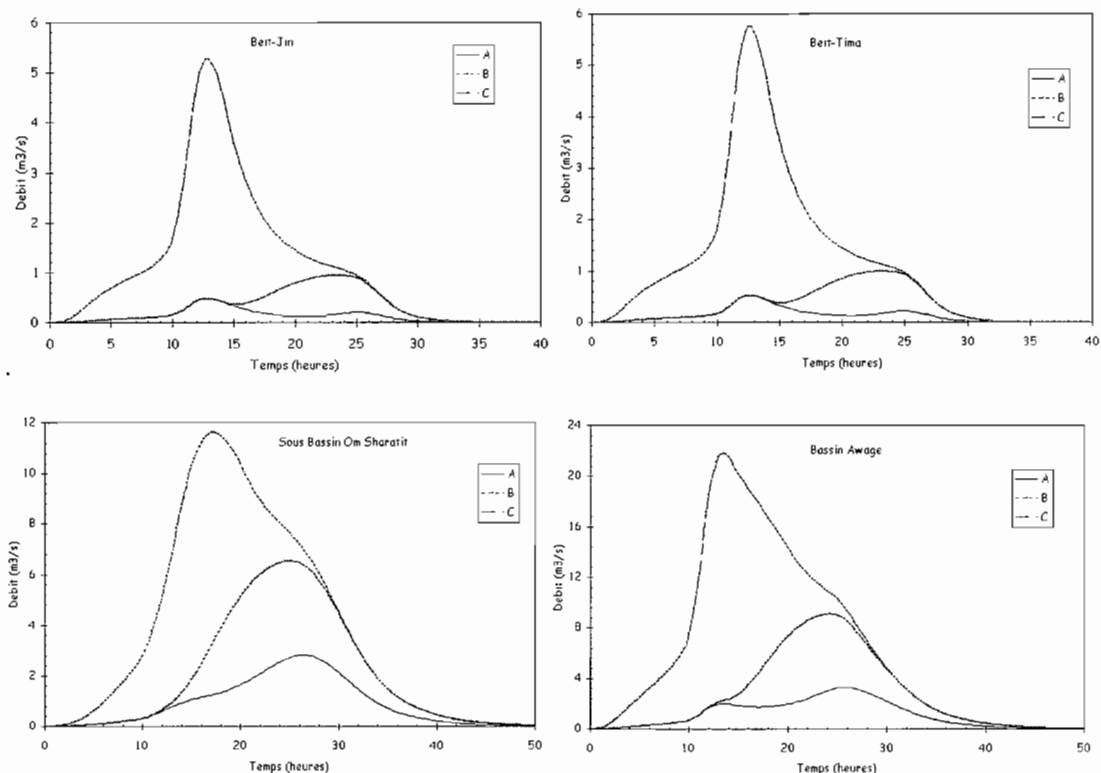 Beit-Jin
A
B
C
Debit (m3/s)
6
5
4
3
2
1
0
0 5 10 15 20 25 30 35 40
Temps (heures)
Beit-Tima
A
B
C
Debit (m3/s)
6
5
4
3
2
1
0
0 5 10 15 20 25 30 35 40
Temps (heures)
Sous Bassin Om Sharatit
A
B
C
Debit (m3/s)
12
10
8
6
4
2
0
0 10 20 30 40 50
Temps (heures)
Bassin Awage
A
B
C
Debit (m3/s)
24
20
16
12
8
4
0
0 10 20 30 40 50
Temps (heures)